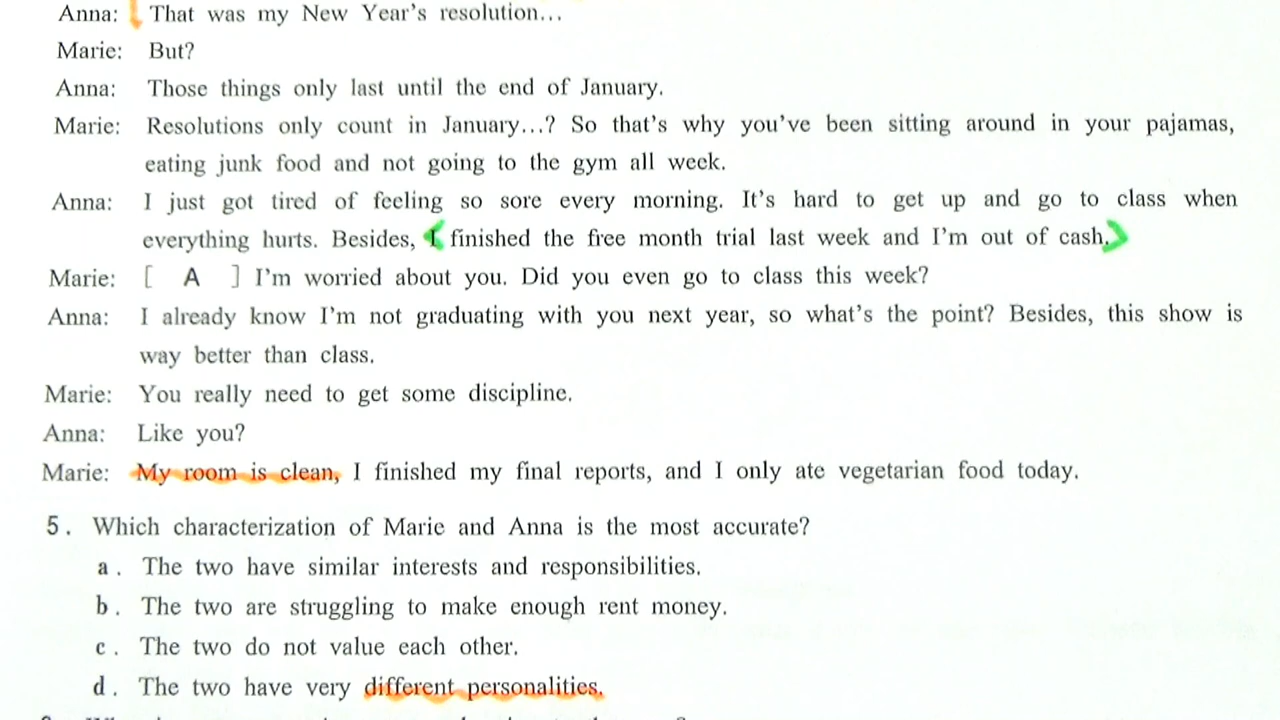 Anna: That was my New Year's resolution...
Marie: But?
Anna: Those things only last until the end of January.
Marie: Resolutions only count in January...? So that's why you've been sitting around in your pajamas,
eating junk food and not going to the gym all week.
Anna: I just got tired of feeling so sore every morning. It's hard to get up and go to class when
everything hurts. Besides, I finished the free month trial last week and I'm out of cash.
Marie: [ A ] I'm worried about you. Did you even go to class this week?
Anna: I already know I'm not graduating with you next year, so what's the point? Besides, this show is
way better than class.
Marie: You really need to get some discipline.
Anna: Like you?
Marie: My room is clean, I finished my final reports, and I only ate vegetarian food today.
5. Which characterization of Marie and Anna is the most accurate?
a. The two have similar interests and responsibilities.
b. The two are struggling to make enough rent money.
c. The two do not value each other.
d. The two have very different personalities.